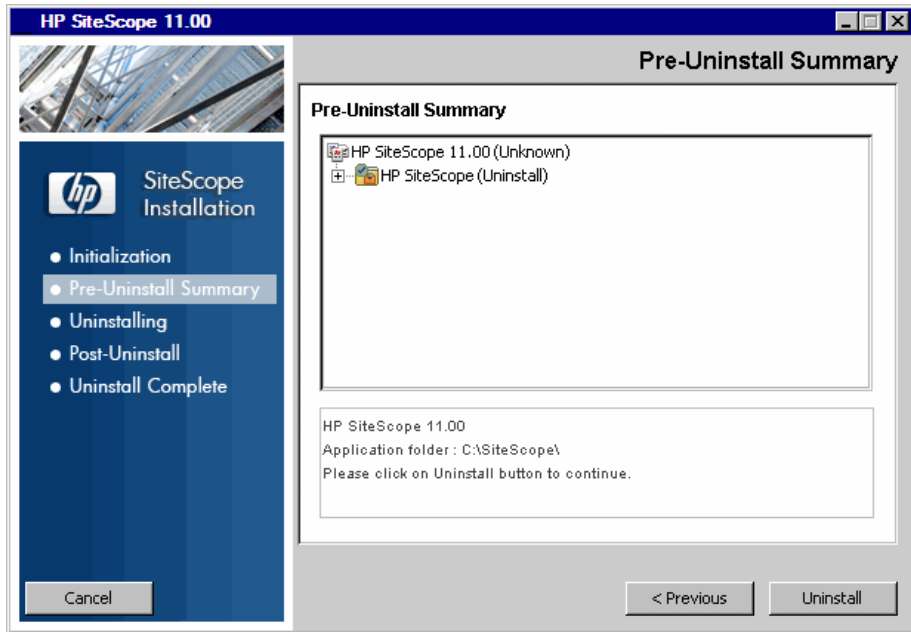 HP SiteScope 11.00
Pre-Uninstall Summary
hp
SiteScope
Installation
Initialization
Pre-Uninstall Summary
Uninstalling
Post-Uninstall
Uninstall Complete
Pre-Uninstall Summary
HP SiteScope 11.00 (Unknown)
HP SiteScope (Uninstall)
HP SiteScope 11.00
Application folder : C:\SiteScope\
Please click on Uninstall button to continue.
Cancel
< Previous
Uninstall